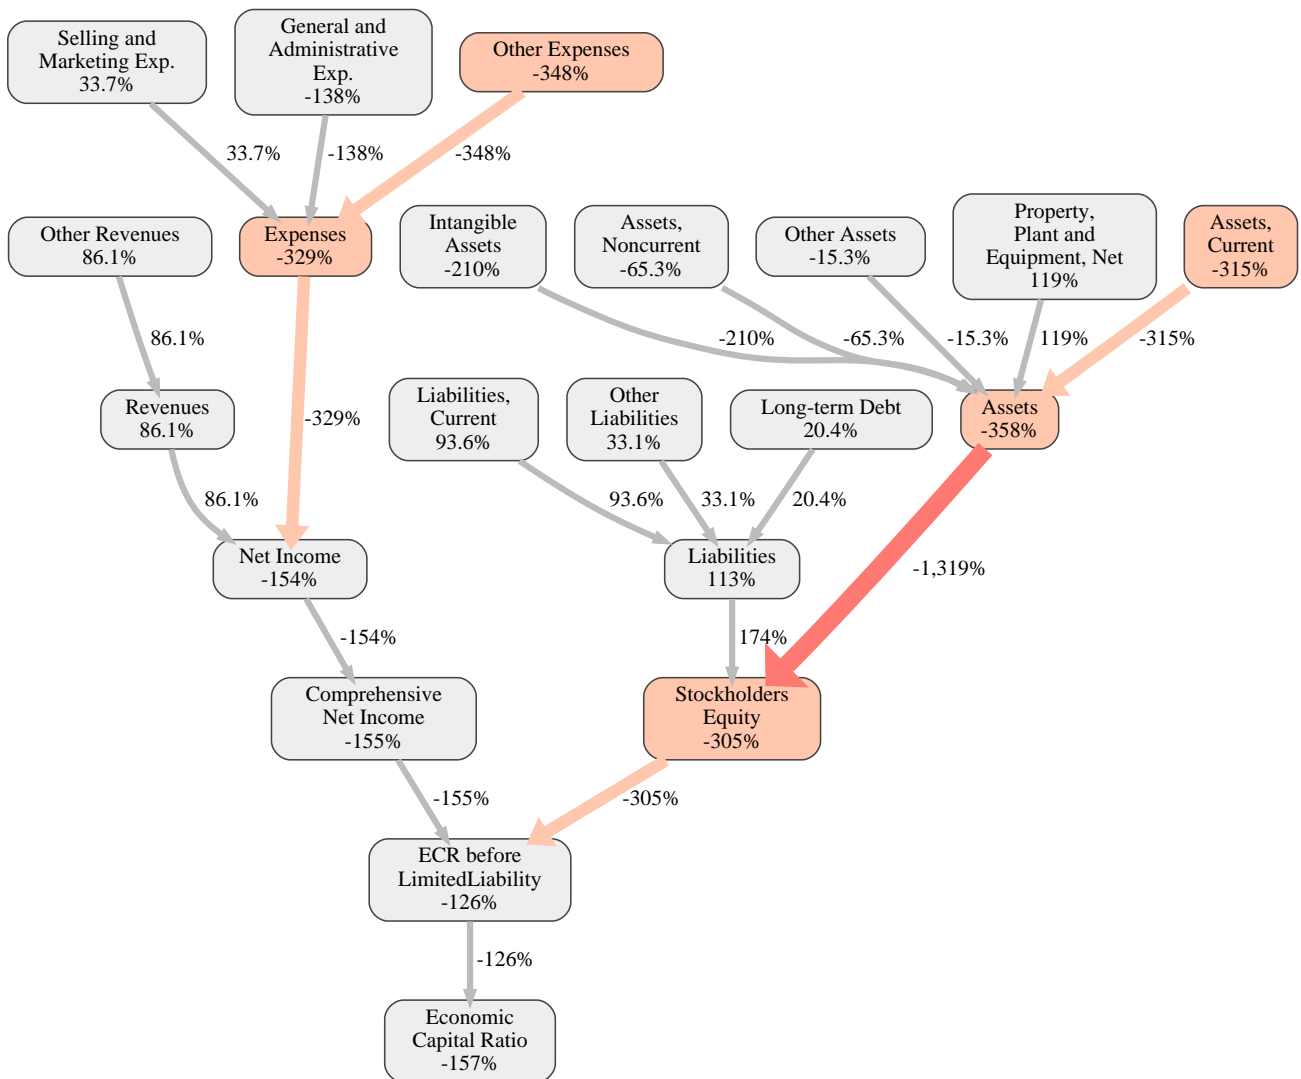 Selling and
Marketing Exp.
33.7%
General and
Administrative
Exp.
-138%
Other Expenses
-348%
33.7%
-138%
-348%
Other Revenues
86.1%
Expenses
-329%
Intangible
Assets
-210%
Assets,
Noncurrent
-65.3%
Other Assets
-15.3%
Property,
Plant and
Equipment, Net
119%
Assets,
Current
-315%
86.1%
-210%
-65.3%
-15.3%
119%
-315%
Revenues
86.1%
-329%
Liabilities,
Current
93.6%
Other
Liabilities
33.1%
Long-term Debt
20.4%
Assets
-358%
86.1%
93.6%
33.1%
20.4%
Net Income
-154%
Liabilities
113%
-1,319%
-154%
174%
Comprehensive
Net Income
-155%
Stockholders
Equity
-305%
-155%
-305%
ECR before
LimitedLiability
-126%
-126%
Economic
Capital Ratio
-157%